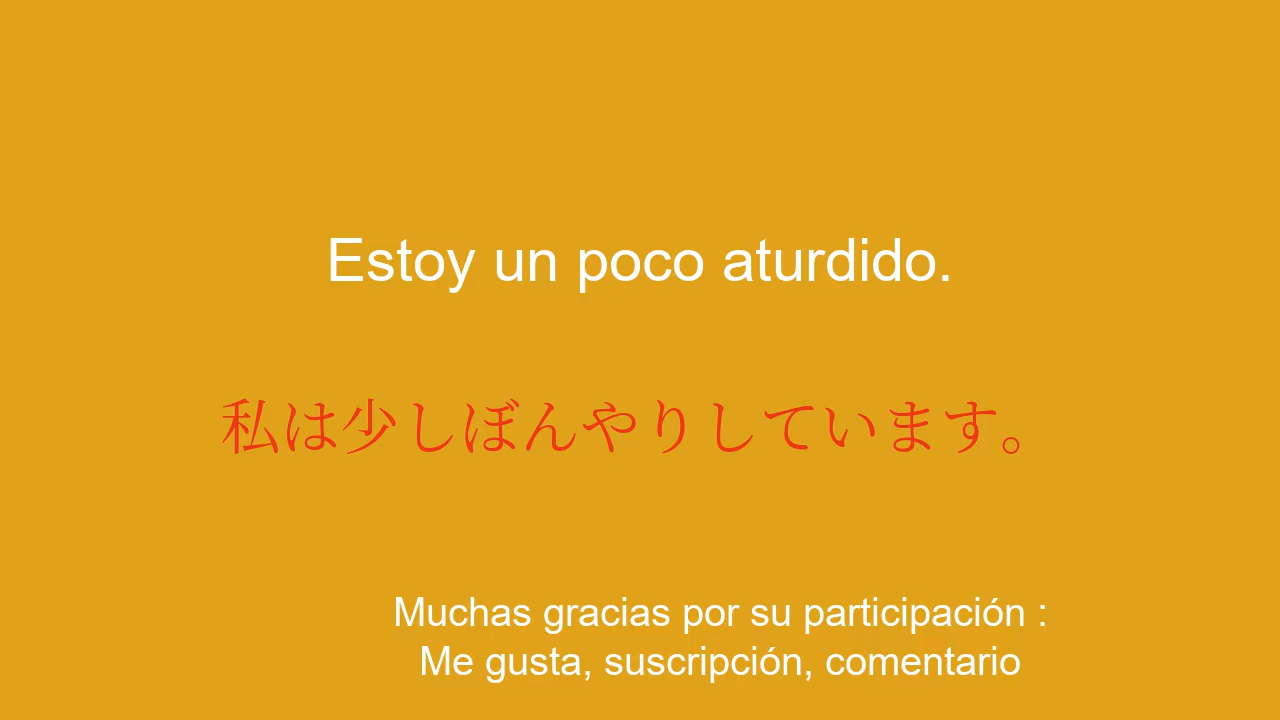 Estoy un poco aturdido.
私は少しぼんやりしています。
Muchas gracias por su participación :
Me gusta, suscripción, comentario